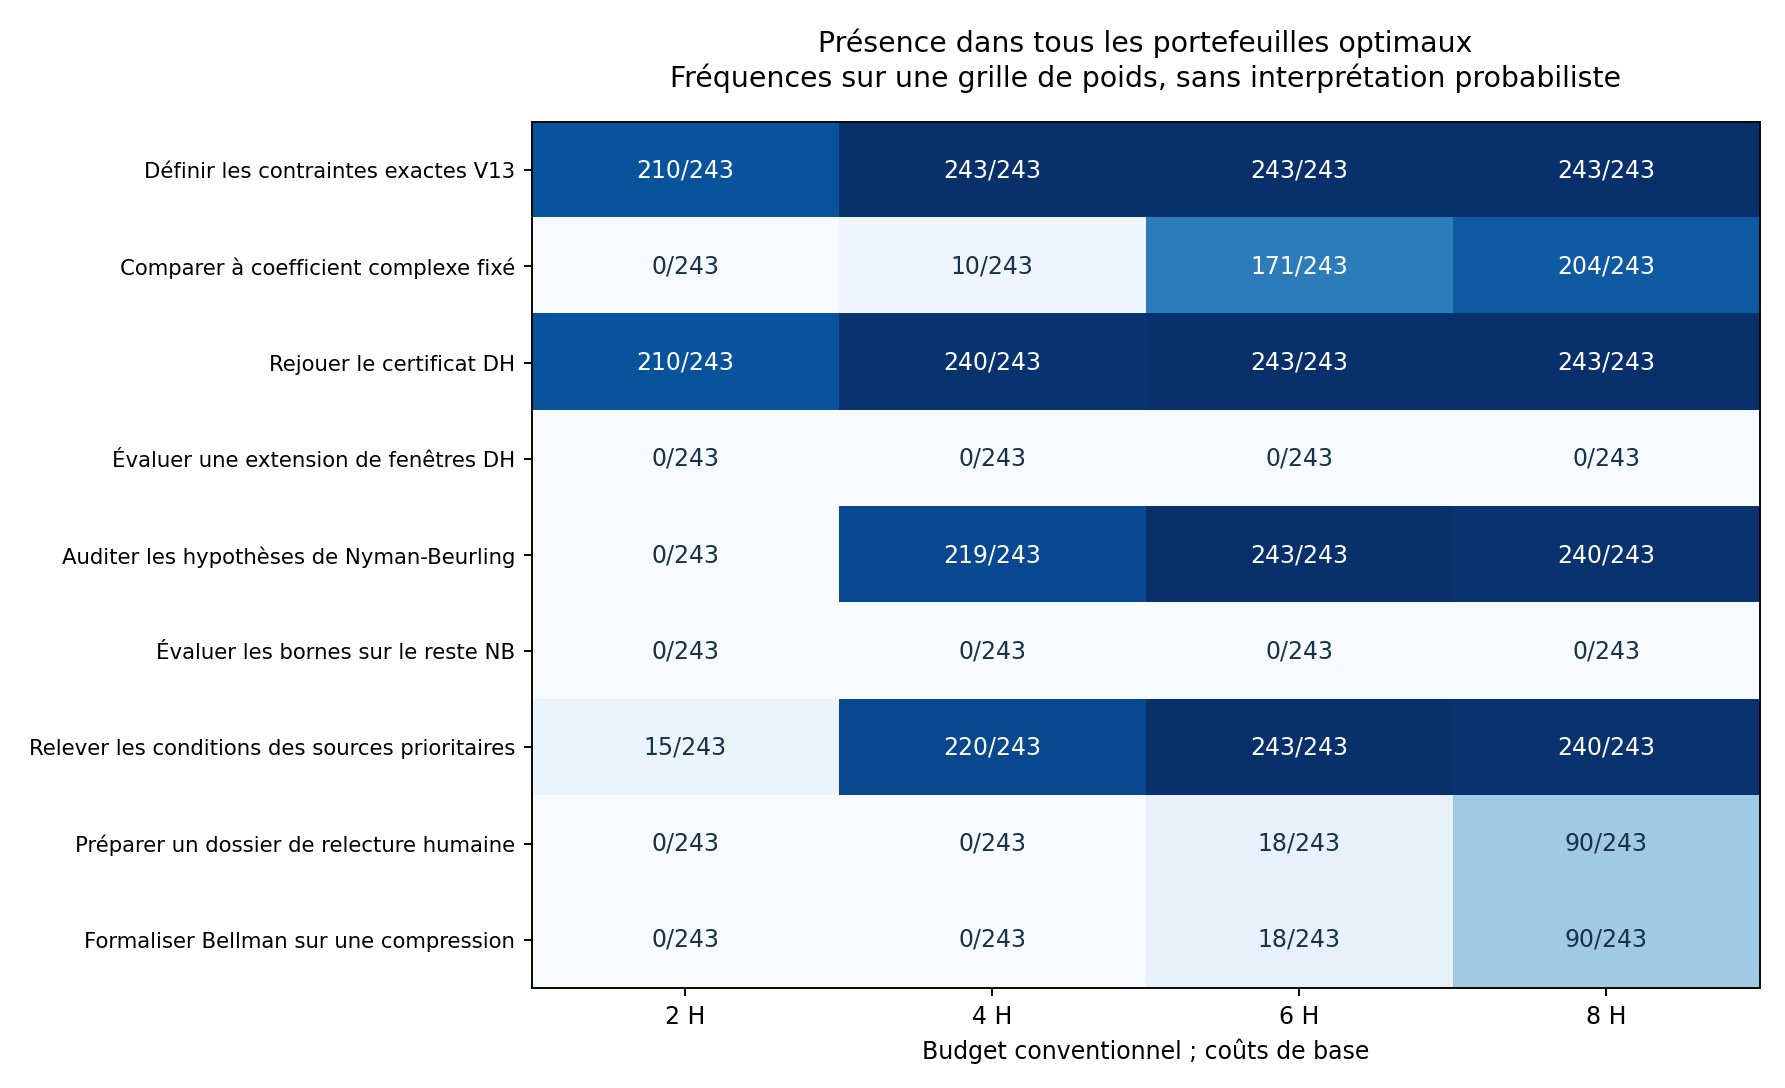 Présence dans tous les portefeuilles optimaux
Fréquences sur une grille de poids, sans interprétation probabiliste
Définir les contraintes exactes V13 210/243 243/243 243/243 243/243
Comparer à coefficient complexe fixé 0/243 10/243 171/243 204/243
Rejouer le certificat DH 210/243 240/243 243/243 243/243
Évaluer une extension de fenêtres DH 0/243 0/243 0/243 0/243
Auditer les hypothèses de Nyman-Beurling 0/243 219/243 243/243 240/243
Évaluer les bornes sur le reste NB 0/243 0/243 0/243 0/243
Relever les conditions des sources prioritaires 15/243 220/243 243/243 240/243
Préparer un dossier de relecture humaine 0/243 0/243 18/243 90/243
Formaliser Bellman sur une compression 0/243 0/243 18/243 90/243
2 H 4 H 6 H 8 H
Budget conventionnel ; coûts de base